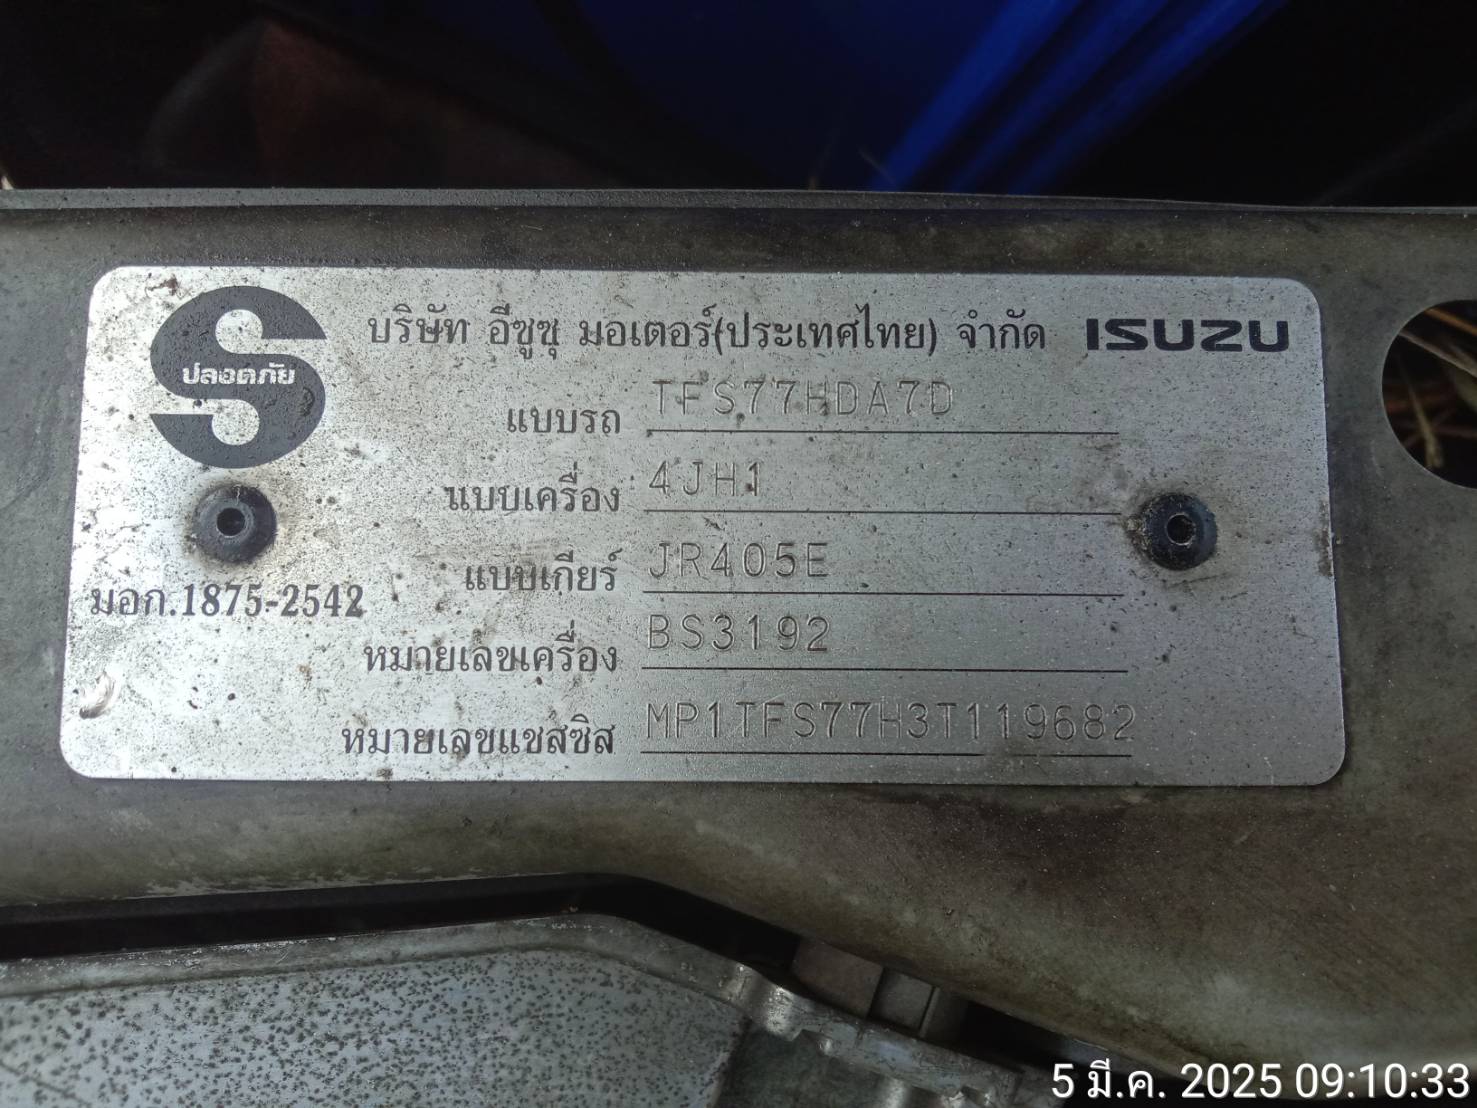 บริษัท อีซูซุ มอเตอร์(ประเทศไทย) จำกัด ISUZU
ปลอดภัย
แบบรถ TFS77HDA7D
แบบเครื่อง 4JH1
แบบเกียร์ JR405E
มอก.1875-2542
หมายเลขเครื่อง BS3192
หมายเลขแชสซิส MP1TFS77H3T119682
5 มี.ค. 2025 09:10:33